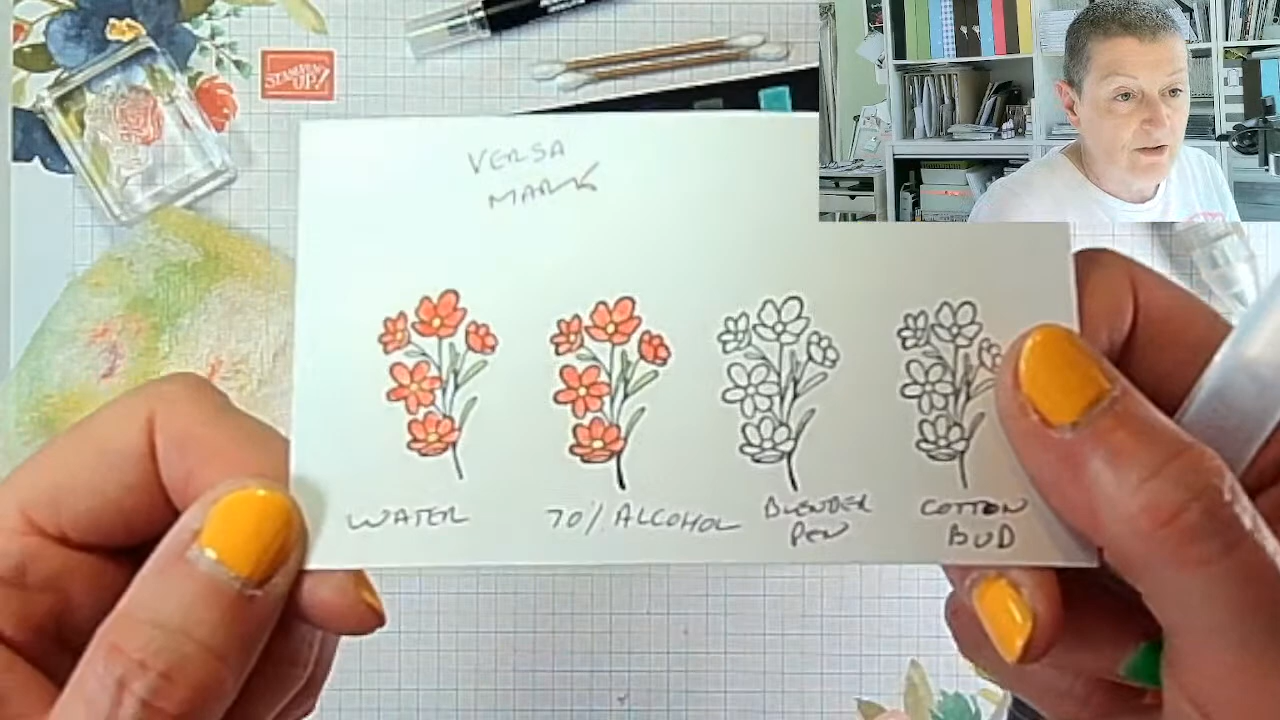 STAMPIN' UP!
VERSA
MARK
WATER
70% ALCOHOL
BLENDER
PEN
COTTON
BUD